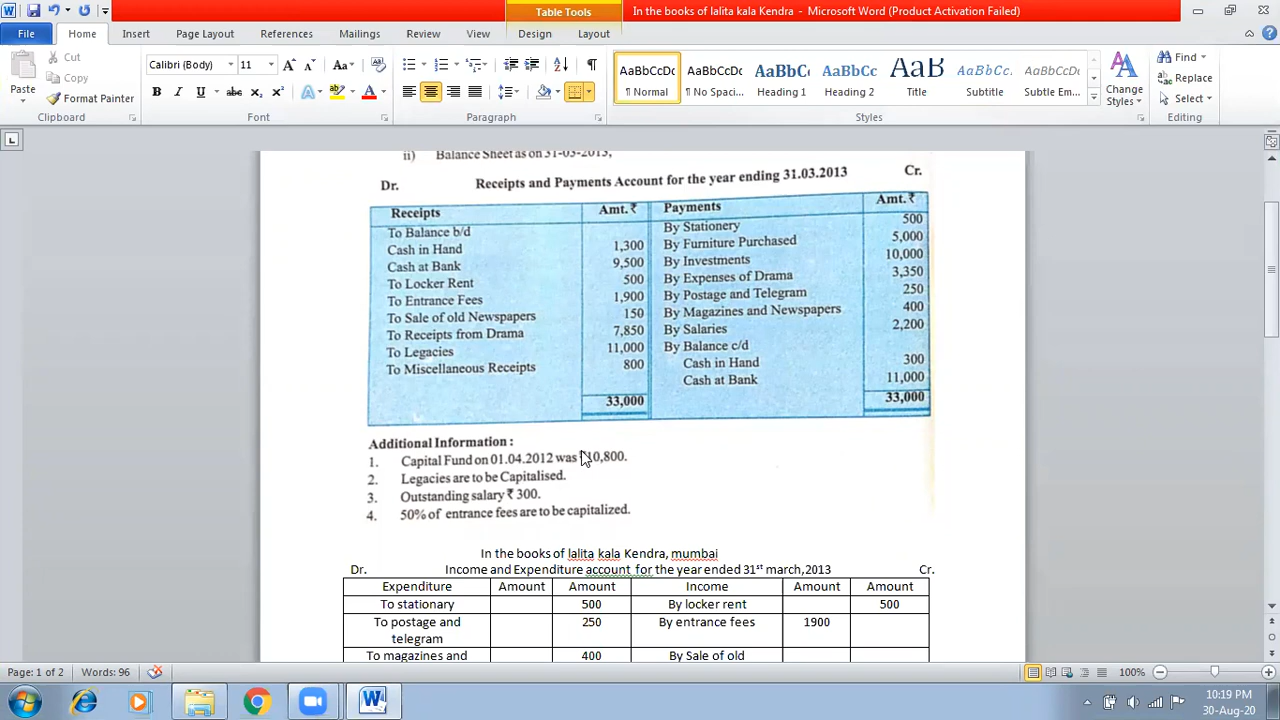 Table Tools
In the books of lalita kala Kendra - Microsoft Word (Product Activation Failed)
File Home Insert Page Layout References Mailings Review View Design Layout
Cut
Copy
Format Painter
Paste
Clipboard
Calibri (Body) 11
Font
Paragraph
AaBbCcDc AaBbCcDc AaBbC AaBbCc AaB AaBbCc. AaBbCcDc
¶ Normal ¶ No Spaci... Heading 1 Heading 2 Title Subtitle Subtle Em...
Styles
Change Styles
Find
Replace
Select
Editing
ii) Balance Sheet as on 31-03-2013,
Dr. Receipts and Payments Account for the year ending 31.03.2013 Cr.
Receipts Amt.₹ Payments Amt.₹
To Balance b/d By Stationery 500
Cash in Hand 1,300 By Furniture Purchased 5,000
Cash at Bank 9,500 By Investments 10,000
To Locker Rent 500 By Expenses of Drama 3,350
To Entrance Fees 1,900 By Postage and Telegram 250
To Sale of old Newspapers 150 By Magazines and Newspapers 400
To Receipts from Drama 7,850 By Salaries 2,200
To Legacies 11,000 By Balance c/d
To Miscellaneous Receipts 800 Cash in Hand 300
Cash at Bank 11,000
33,000 33,000
Additional Information :
1. Capital Fund on 01.04.2012 was 10,800.
2. Legacies are to be Capitalised.
3. Outstanding salary ₹ 300.
4. 50% of entrance fees are to be capitalized.
In the books of lalita kala Kendra, mumbai
Dr. Income and Expenditure account for the year ended 31st march,2013 Cr.
Expenditure Amount Amount Income Amount Amount
To stationary 500 By locker rent 500
To postage and telegram 250 By entrance fees 1900
To magazines and 400 By Sale of old
Page: 1 of 2 Words: 96 100%
10:19 PM
30-Aug-20